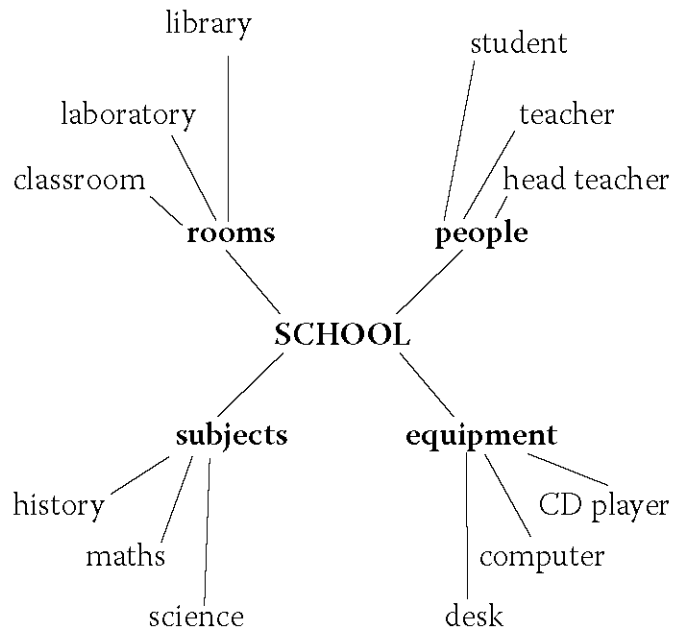 library
student
laboratory
teacher
classroom
head teacher
rooms
people
SCHOOL
subjects
equipment
history
CD player
maths
computer
science
desk